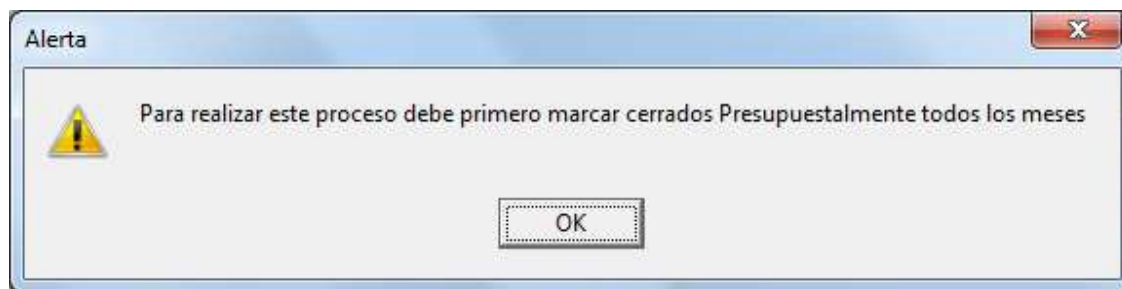 Alerta
Para realizar este proceso debe primero marcar cerrados Presupuestalmente todos los meses
OK